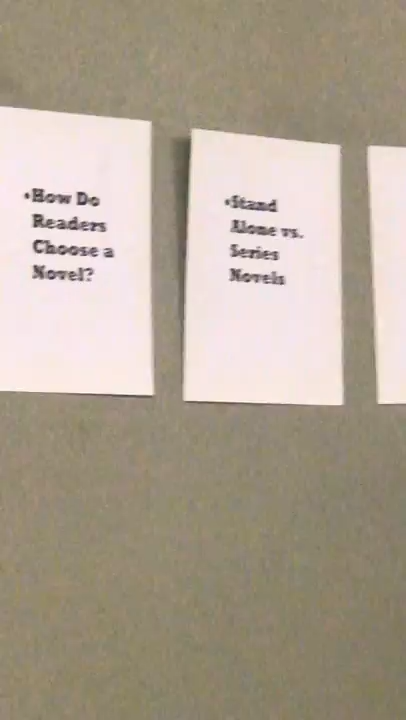 •How Do
Readers
Choose a
Novel?
•Stand
Alone vs.
Series
Novels